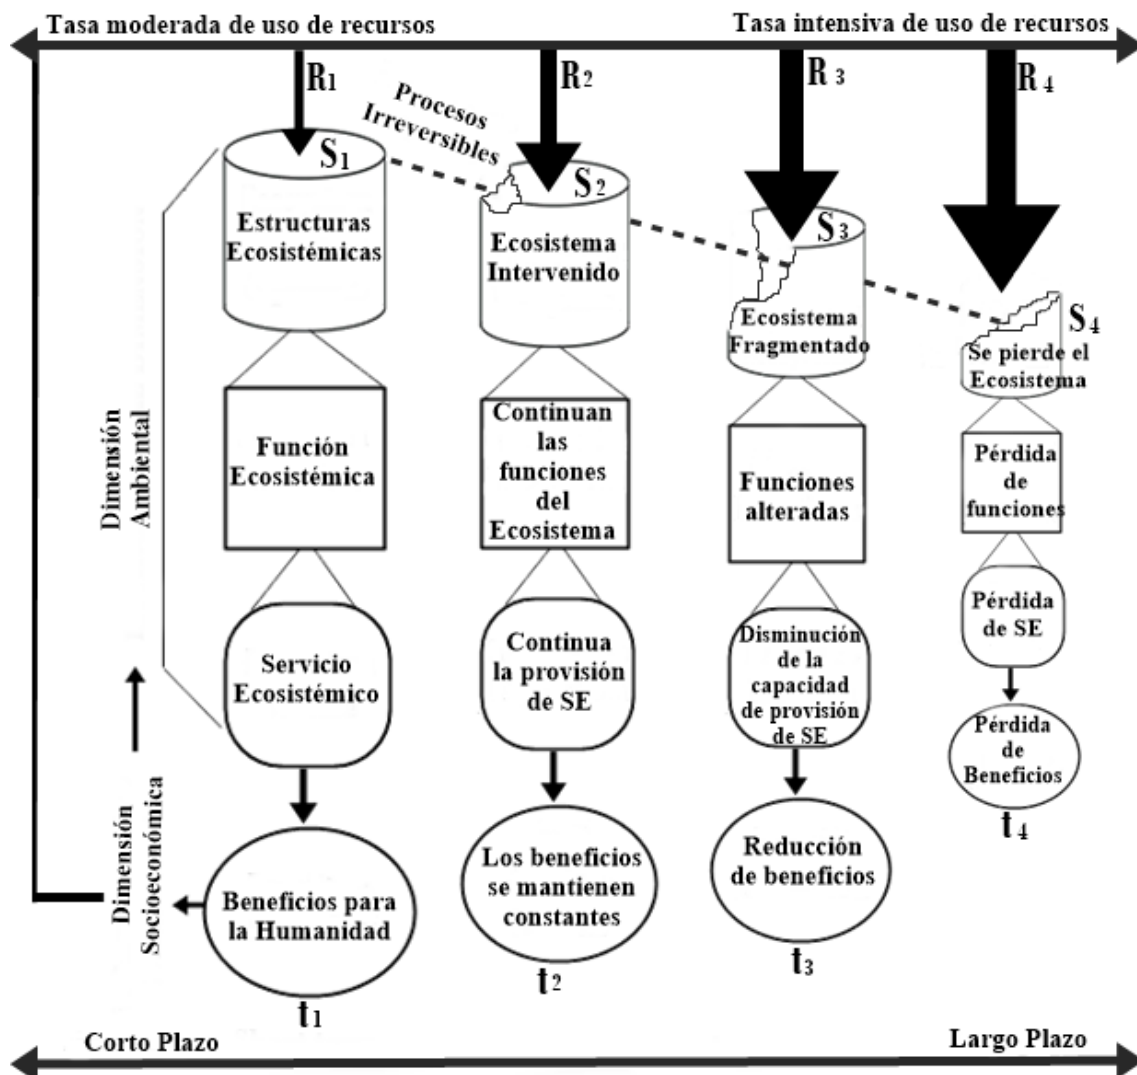 Tasa moderada de uso de recursos
Tasa intensiva de uso de recursos
R1
R2
R3
R4
Procesos
Irreversibles
S1
Estructuras
Ecosistémicas
Función
Ecosistémica
Servicio
Ecosistémico
Beneficios para
la Humanidad
t1
S2
Ecosistema
Intervenido
Continuan
las
funciones
del
Ecosistema
Continua
la provisión
de SE
Los beneficios
se mantienen
constantes
t2
S3
Ecosistema
Fragmentado
Funciones
alteradas
Disminución
de la
capacidad
de provisión
de SE
Reducción
de beneficios
t3
S4
Se pierde el
Ecosistema
Pérdida
de
funciones
Pérdida
de SE
Pérdida
de
Beneficios
t4
Dimensión
Ambiental
Dimensión
Socioeconómica
Corto Plazo
Largo Plazo